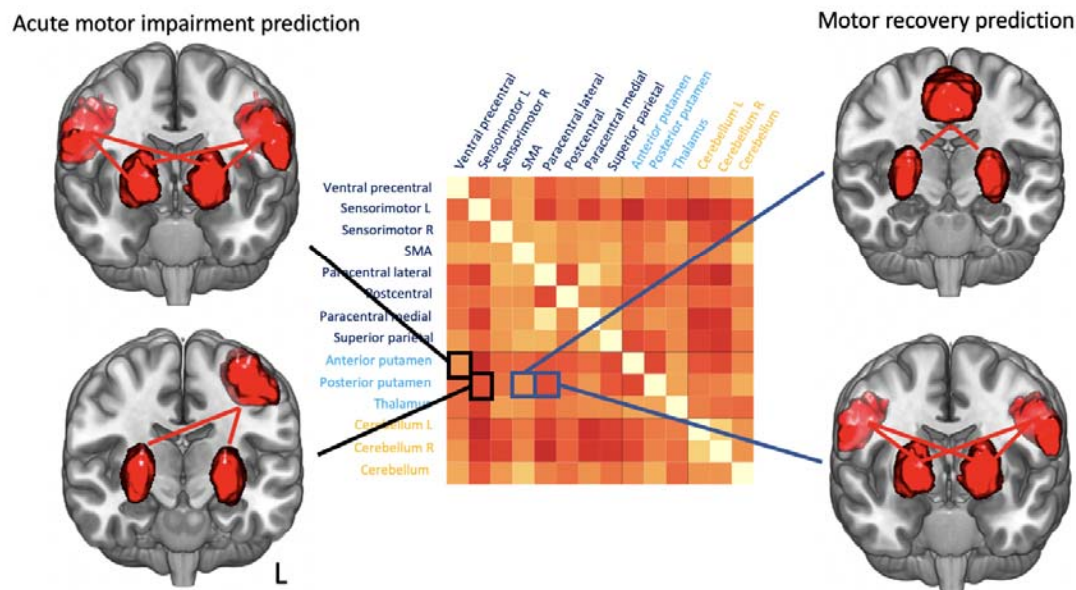 Acute motor impairment prediction
Motor recovery prediction
Ventral precentral
Sensorimotor L
Sensorimotor R
SMA
Paracentral lateral
Postcentral
Paracentral medial
Superior parietal
Anterior putamen
Posterior putamen
Thalamus
Cerebellum L
Cerebellum R
Cerebellum
Ventral precentral
Sensorimotor L
Sensorimotor R
SMA
Paracentral lateral
Postcentral
Paracentral medial
Superior parietal
Anterior putamen
Posterior putamen
Thalamus
Cerebellum L
Cerebellum R
Cerebellum
L